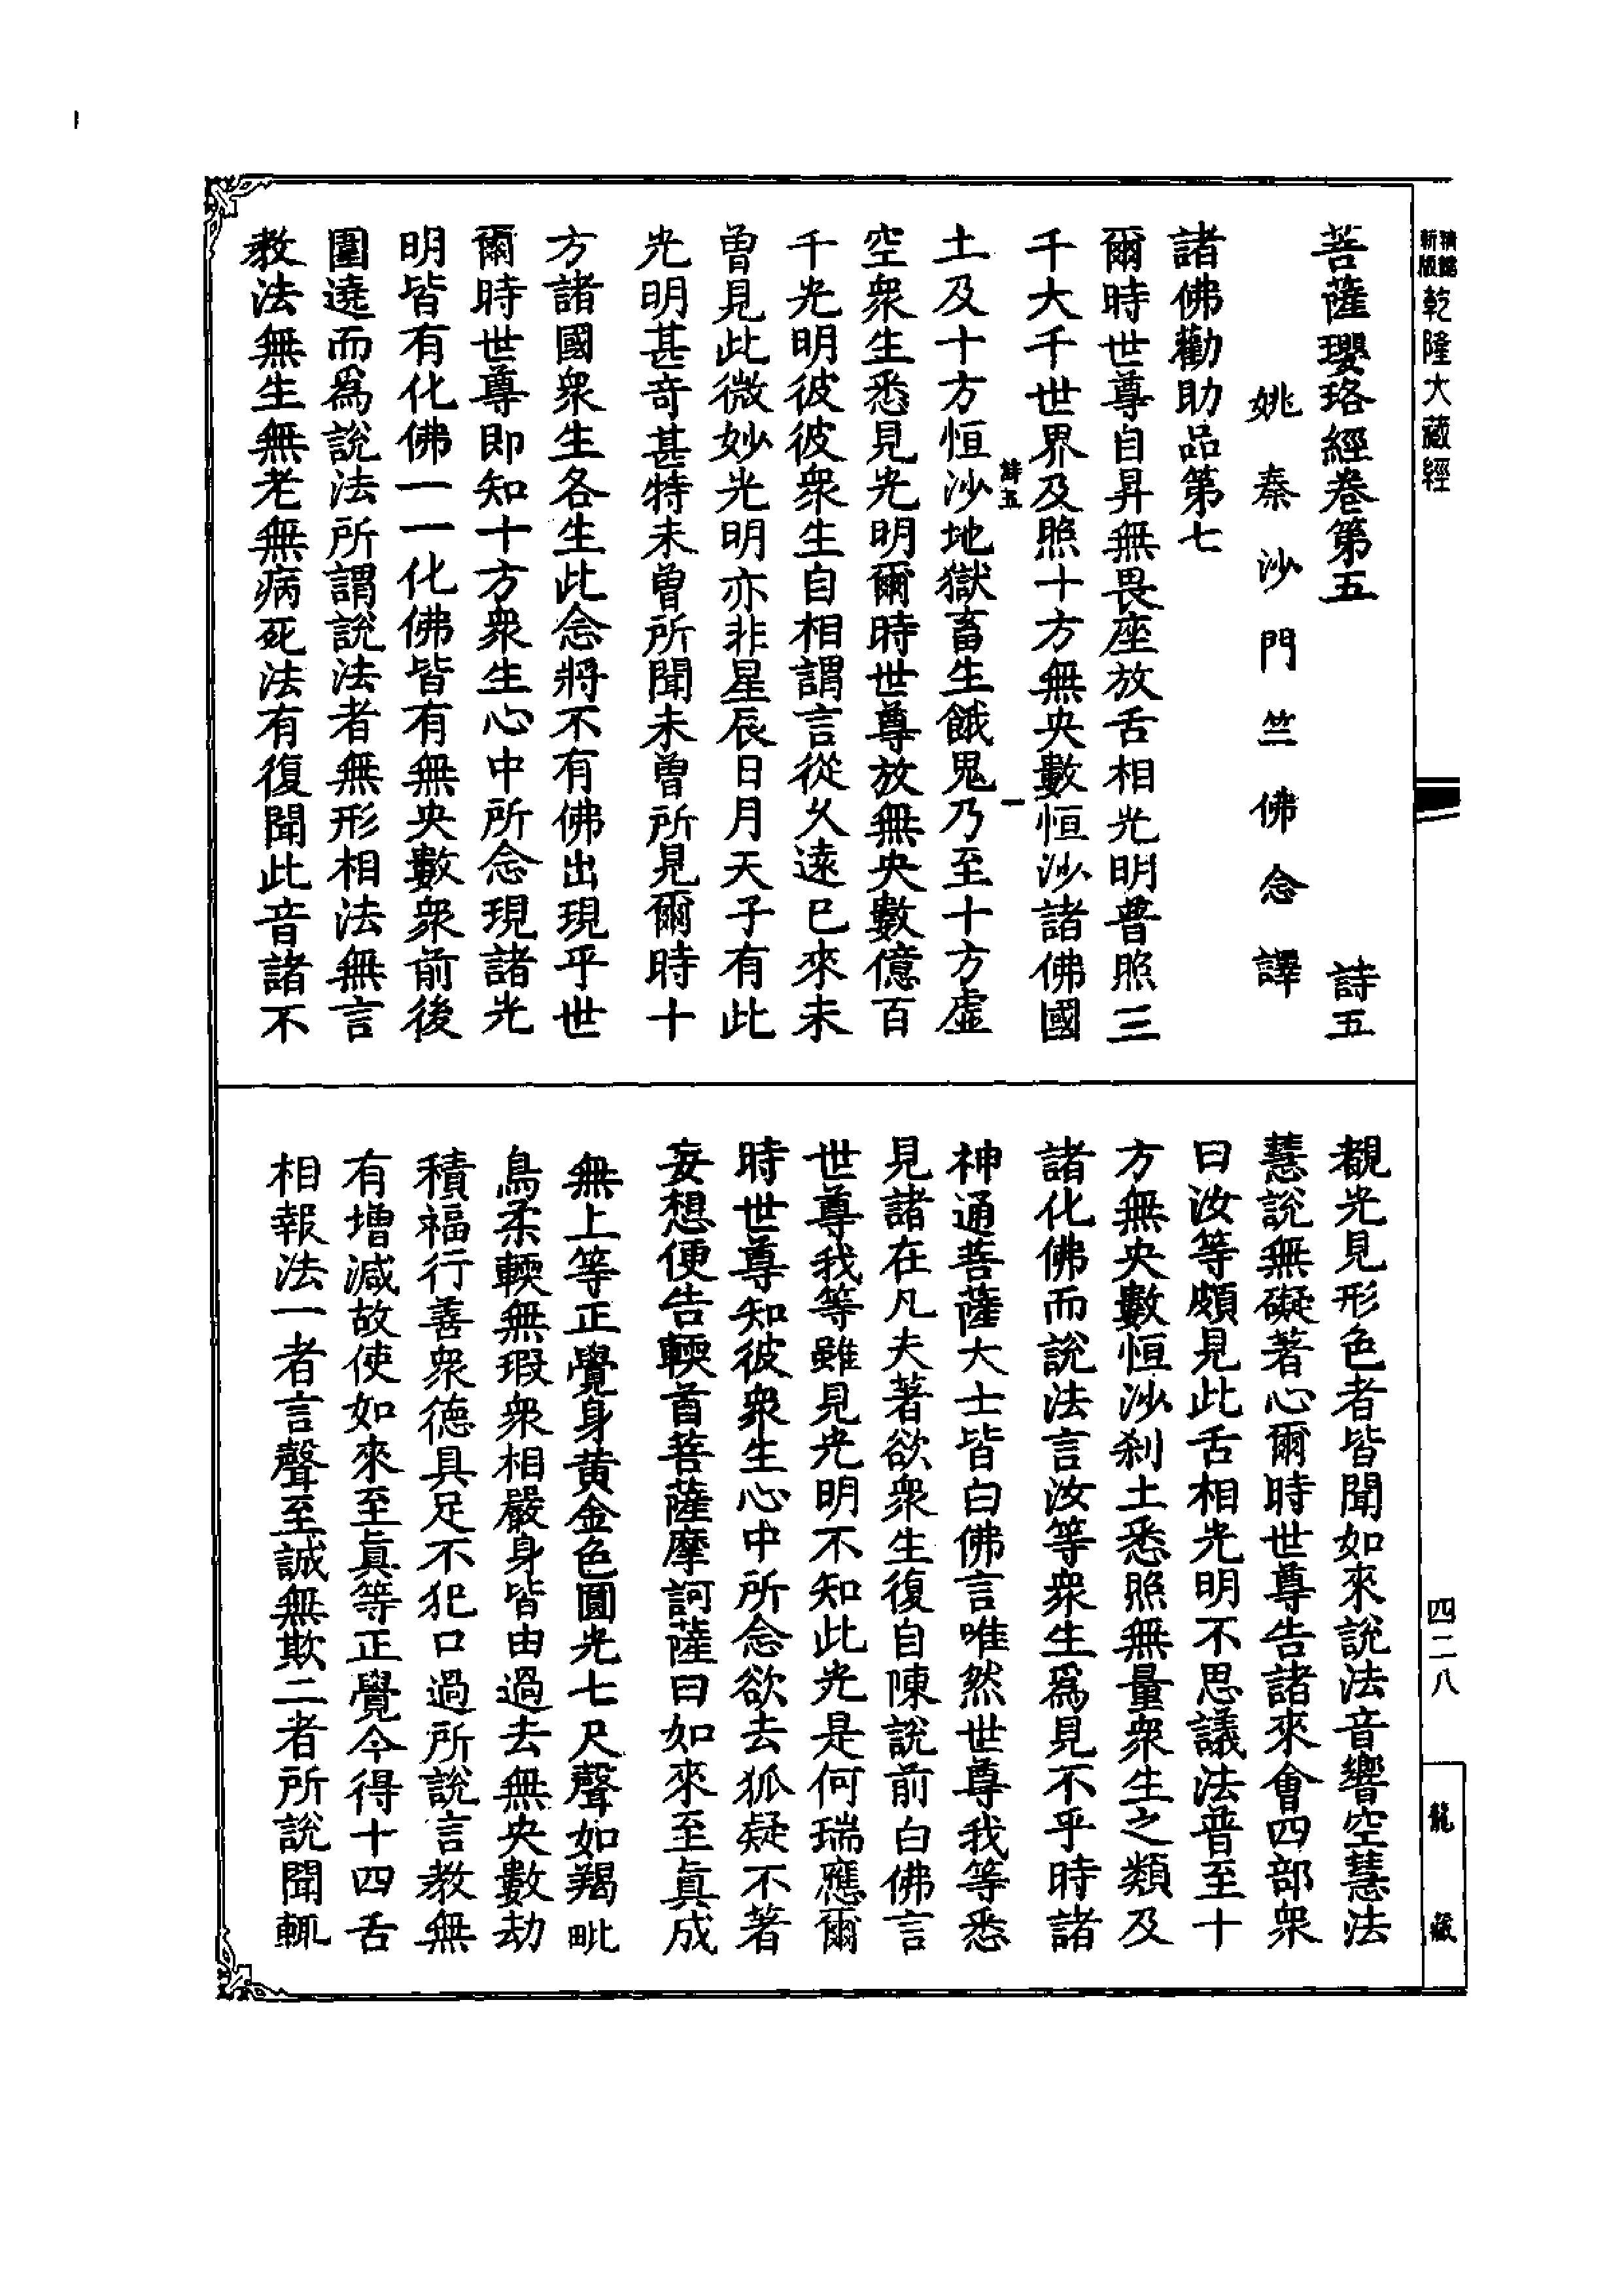 精認新版
乾隆大藏經
菩薩瓔珞經卷第五 詩五
姚秦沙門竺佛念譯
諸佛勸助品第七
爾時世尊自昇無畏座放舌相光明普照三
千大千世界及照十方無央數恒沙諸佛國
詩五 一
土及十方恒沙地獄畜生餓鬼乃至十方虛
空衆生悉見光明爾時世尊放無央數億百
千光明彼彼衆生自相謂言從久遠已來未
曾見此微妙光明亦非星辰日月天子有此
光明甚奇甚特未曾所聞未曾所見爾時十
方諸國衆生各生此念將不有佛出現乎世
爾時世尊即知十方衆生心中所念現諸光
明皆有化佛一一化佛皆有無央數衆前後
圍遶而爲說法所謂說法者無形相法無言
教法無生無老無病死法有復聞此音諸不
覩光見形色者皆聞如來說法音響空慧法
慧說無礙著心爾時世尊告諸來會四部衆
曰汝等頗見此舌相光明不思議法普至十
方無央數恒沙刹土悉照無量衆生之類及
諸化佛而說法言汝等衆生爲見不乎時諸
神通菩薩大士皆白佛言唯然世尊我等悉
見諸在凡夫著欲衆生復自陳說前白佛言
世尊我等雖見光明不知此光是何瑞應爾
時世尊知彼衆生心中所念欲去狐疑不著
妄想便告輭首菩薩摩訶薩曰如來至眞成
無上等正覺身黃金色圓光七尺聲如羯毗
鳥柔輭無瑕衆相嚴身皆由過去無央數劫
積福行善衆德具足不犯口過所說言教無
有增減故使如來至眞等正覺今得十四舌
相報法一者言聲至誠無欺二者所說聞輒
四二八
龍藏